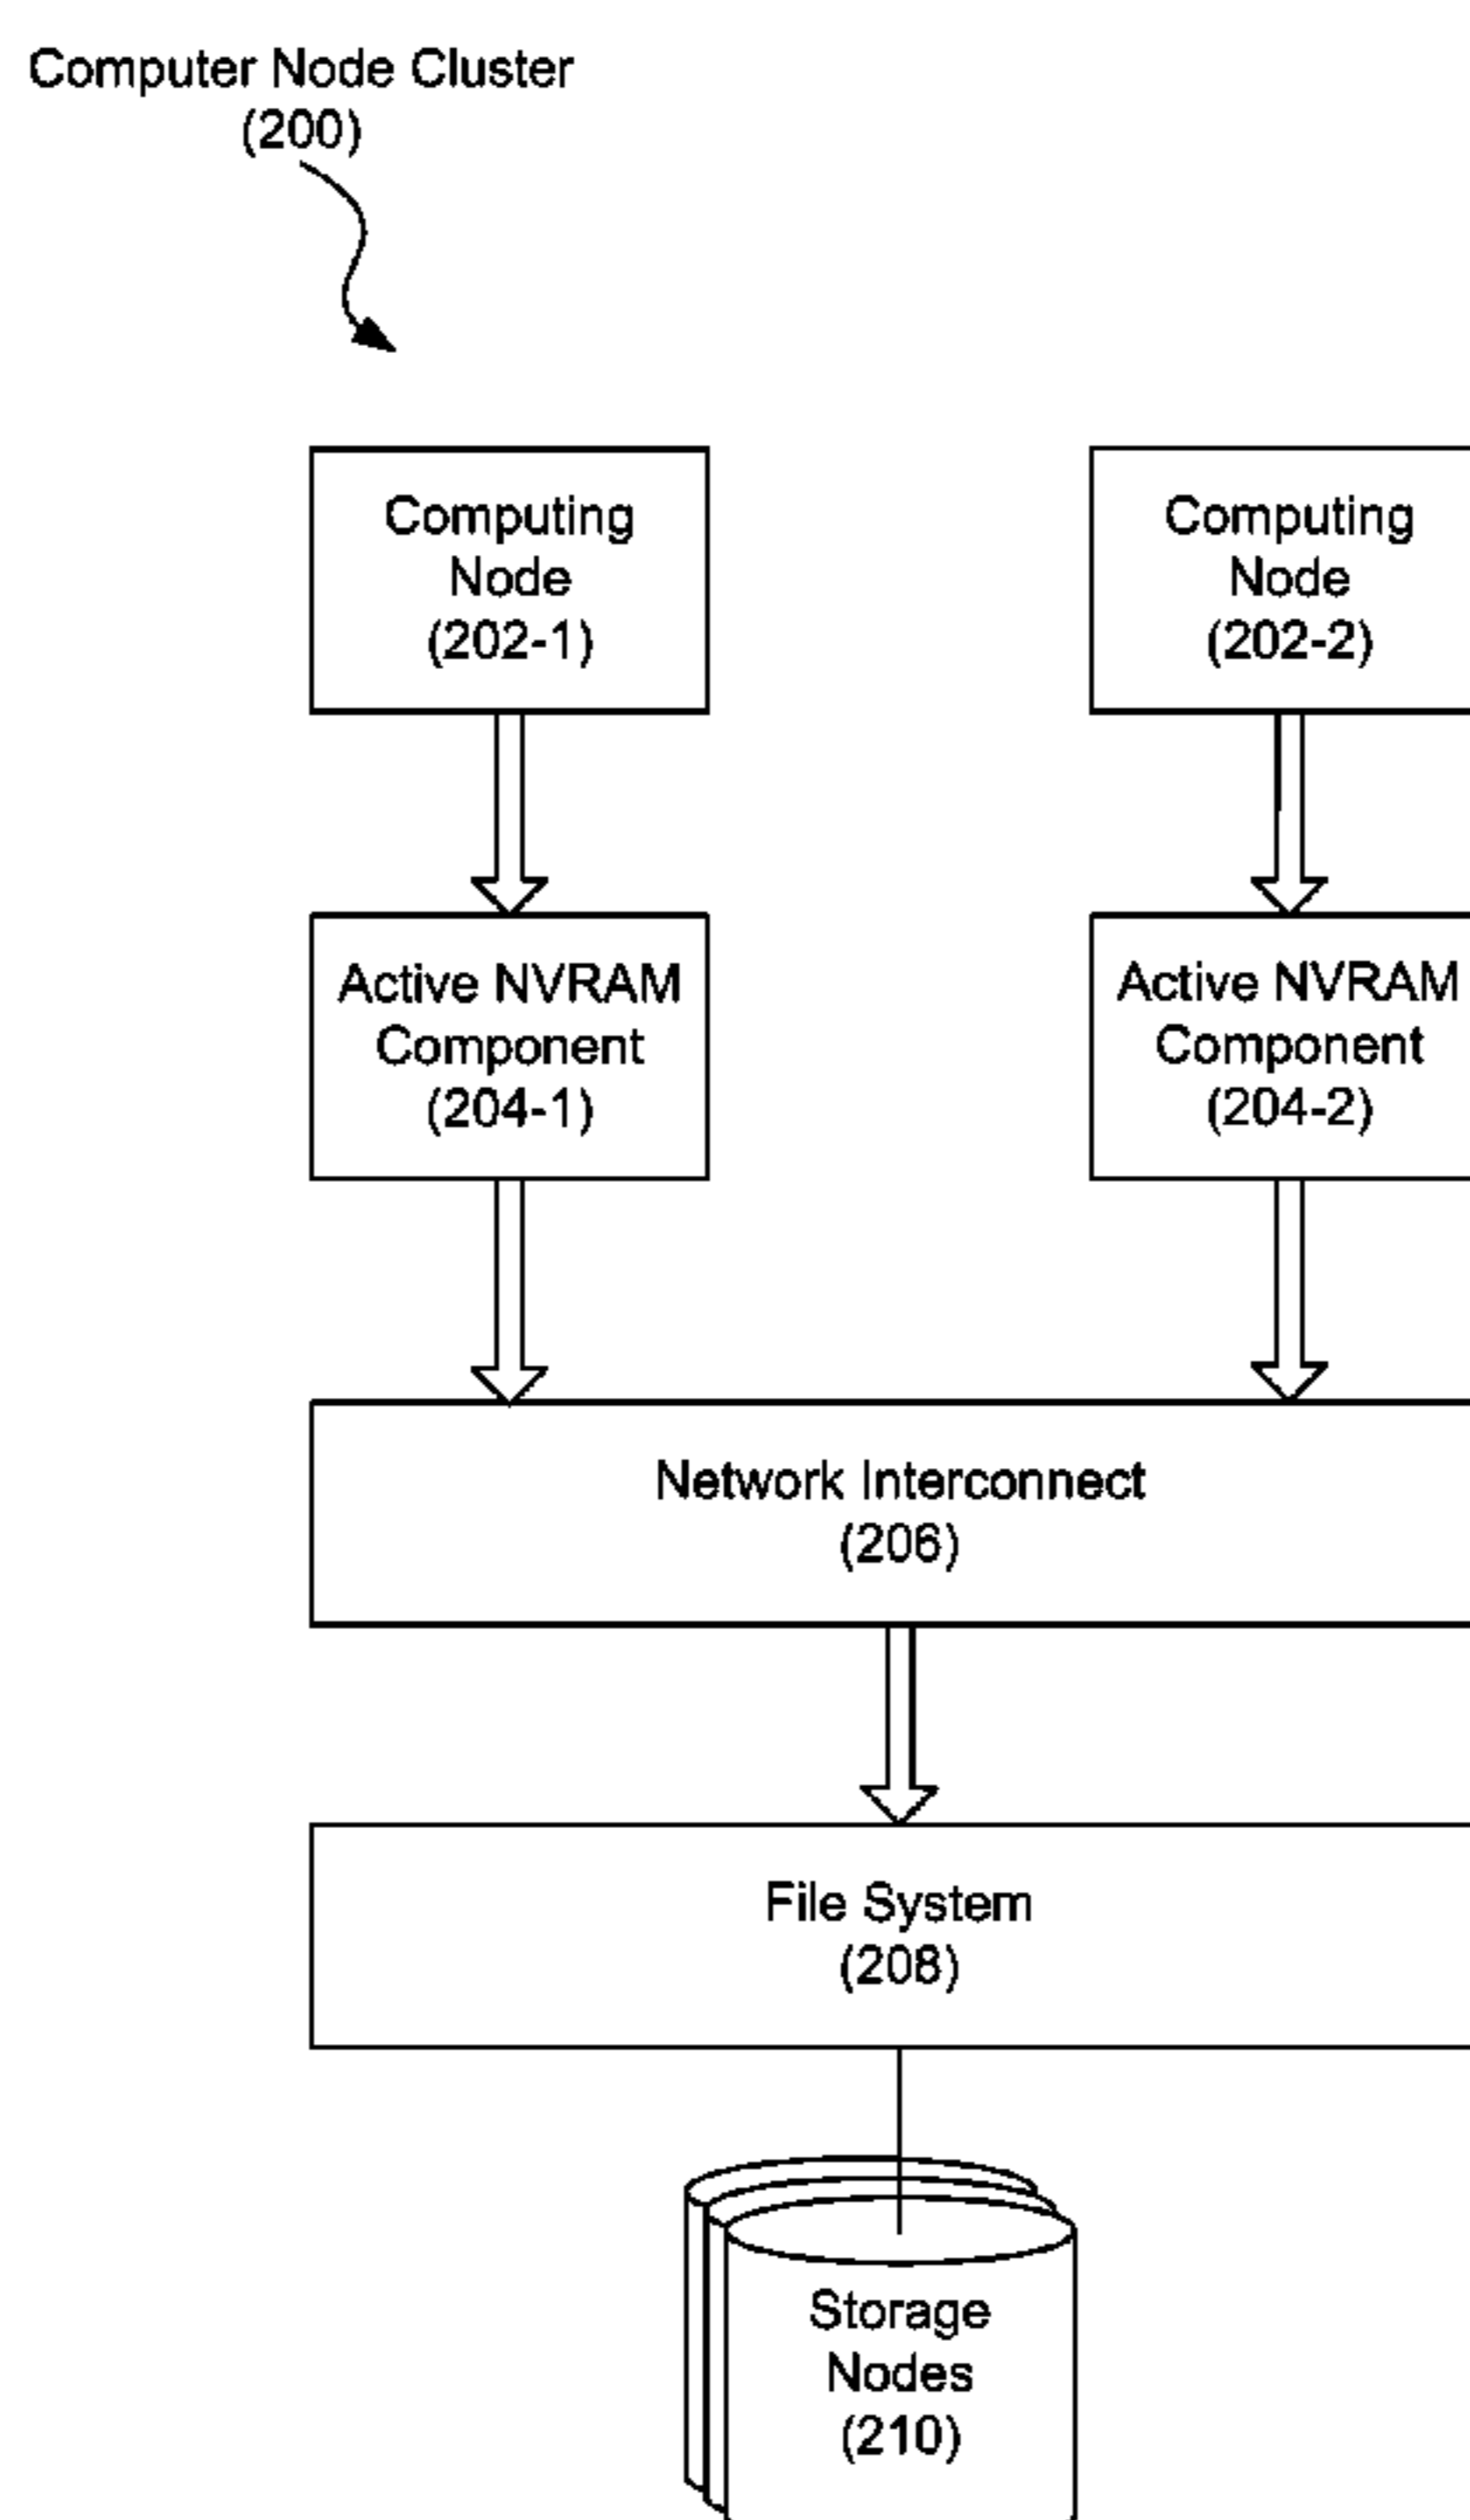 Computer Node Cluster
(200)
Computing
Node
(202-1)
Computing
Node
(202-2)
Active NVRAM
Component
(204-1)
Active NVRAM
Component
(204-2)
Network Interconnect
(206)
File System
(208)
Storage
Nodes
(210)